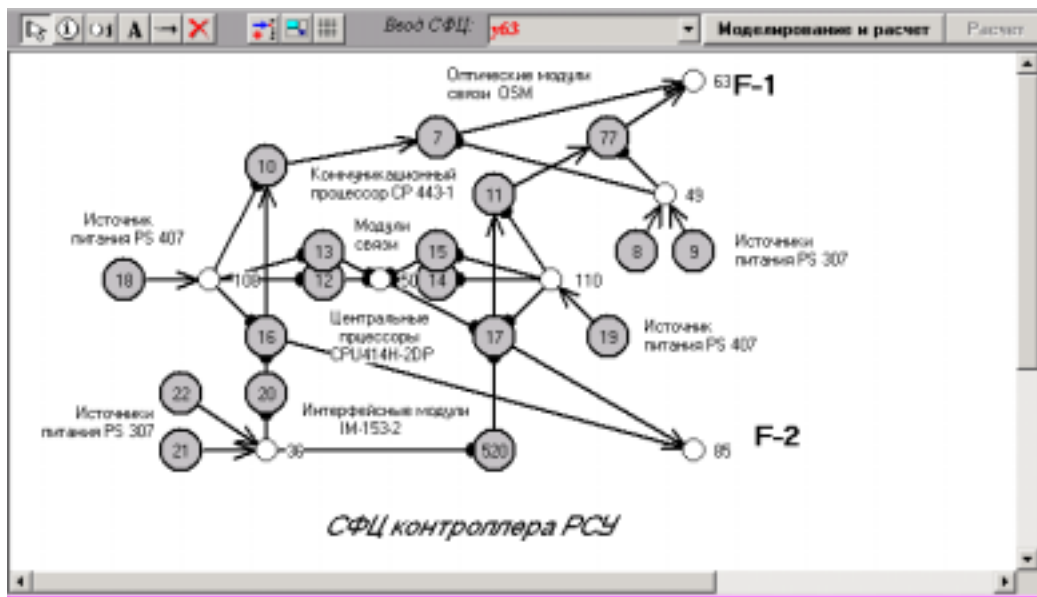 A Ввод СФЦ: y63 Моделирование и расчет Расчет
Оптические модули
связи OSM
63 F-1
7 77
10
Коммуникационный
процессор CP 443-1
11
49
Источник
питания PS 407
Модули
связи
13 15 8 9
Источники
питания PS 307
18 109 12 50 14 110
16
Центральные
прцессоры
CPU414H-2DP
17 19
Источник
питания PS 407
22 20
Источники
питания PS 307
Интерфейсные модули
IM-153-2
21 36 520 85 F-2
СФЦ контроллера РСУ